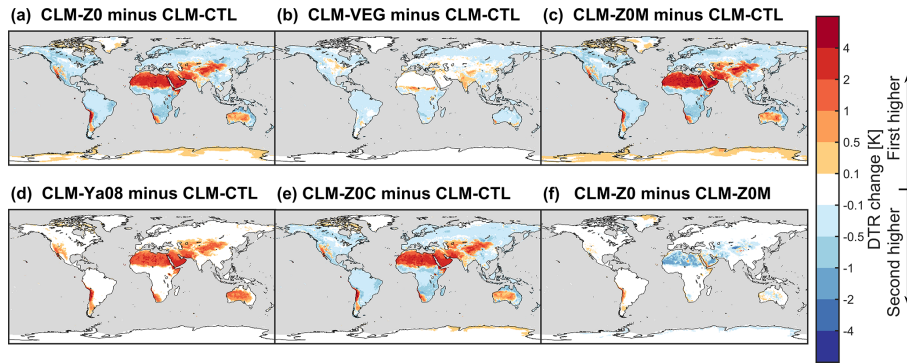 (a) CLM-Z0 minus CLM-CTL
(b) CLM-VEG minus CLM-CTL
(c) CLM-Z0M minus CLM-CTL
(d) CLM-Ya08 minus CLM-CTL
(e) CLM-Z0C minus CLM-CTL
(f) CLM-Z0 minus CLM-Z0M
4
2
1
0.5
0.1
-0.1
-0.5
-1
-2
-4
DTR change [K]
Second higher
First higher